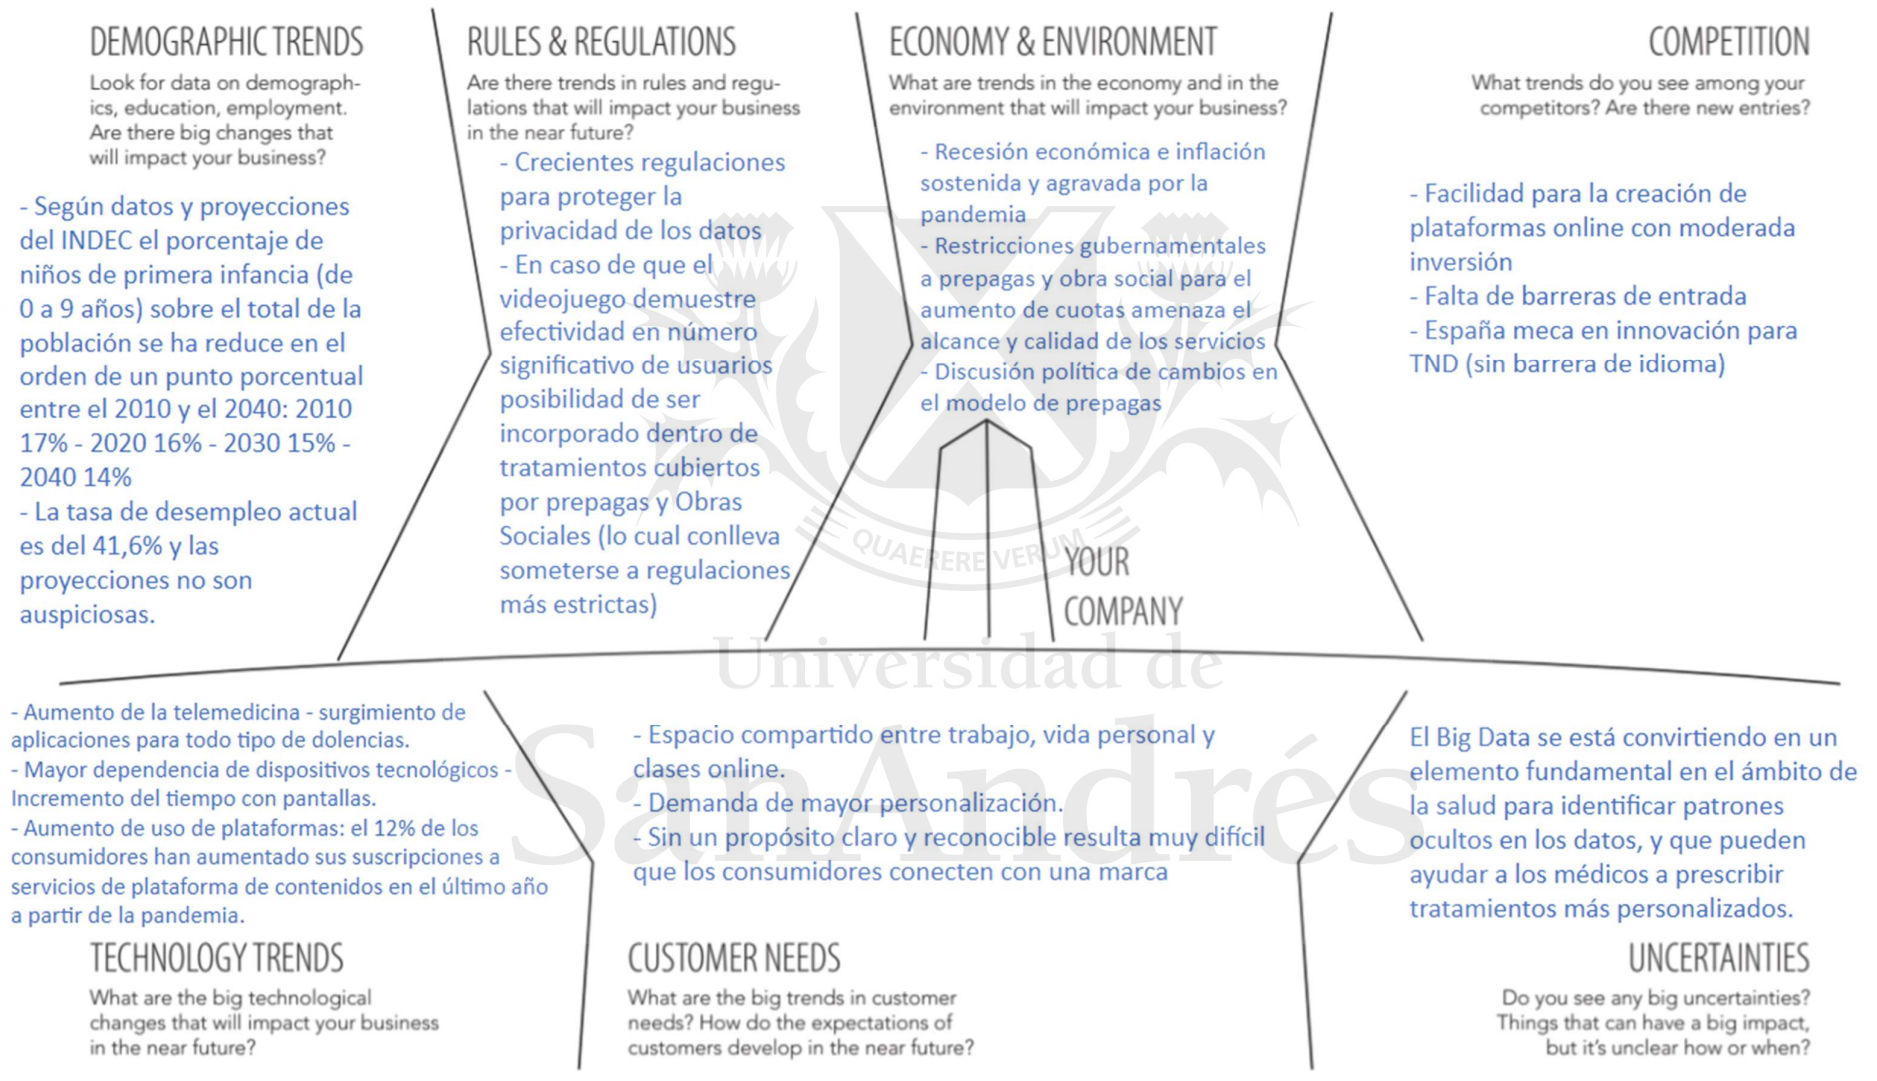 DEMOGRAPHIC TRENDS
Look for data on demograph-
ics, education, employment.
Are there big changes that
will impact your business?
- Según datos y proyecciones
del INDEC el porcentaje de
niños de primera infancia (de
0 a 9 años) sobre el total de la
población se ha reduce en el
orden de un punto porcentual
entre el 2010 y el 2040: 2010
17% - 2020 16% - 2030 15% -
2040 14%
- La tasa de desempleo actual
es del 41,6% y las
proyecciones no son
auspiciosas.
RULES & REGULATIONS
Are there trends in rules and regu-
lations that will impact your business
in the near future?
- Crecientes regulaciones
para proteger la
privacidad de los datos
- En caso de que el
videojuego demuestre
efectividad en número
significativo de usuarios
posibilidad de ser
incorporado dentro de
tratamientos cubiertos
por prepagas y Obras
Sociales (lo cual conlleva
someterse a regulaciones
más estrictas)
ECONOMY & ENVIRONMENT
What are trends in the economy and in the
environment that will impact your business?
- Recesión económica e inflación
sostenida y agravada por la
pandemia
- Restricciones gubernamentales
a prepagas y obra social para el
aumento de cuotas amenaza el
alcance y calidad de los servicios
- Discusión política de cambios en
el modelo de prepagas
COMPETITION
What trends do you see among your
competitors? Are there new entries?
- Facilidad para la creación de
plataformas online con moderada
inversión
- Falta de barreras de entrada
- España meca en innovación para
TND (sin barrera de idioma)
QUAERERE VERUM
YOUR
COMPANY
Universidad de
SanAndrés
- Aumento de la telemedicina - surgimiento de
aplicaciones para todo tipo de dolencias.
- Mayor dependencia de dispositivos tecnológicos -
Incremento del tiempo con pantallas.
- Aumento de uso de plataformas: el 12% de los
consumidores han aumentado sus suscripciones a
servicios de plataforma de contenidos en el último año
a partir de la pandemia.
TECHNOLOGY TRENDS
What are the big technological
changes that will impact your business
in the near future?
- Espacio compartido entre trabajo, vida personal y
clases online.
- Demanda de mayor personalización.
- Sin un propósito claro y reconocible resulta muy difícil
que los consumidores conecten con una marca
CUSTOMER NEEDS
What are the big trends in customer
needs? How do the expectations of
customers develop in the near future?
El Big Data se está convirtiendo en un
elemento fundamental en el ámbito de
la salud para identificar patrones
ocultos en los datos, y que pueden
ayudar a los médicos a prescribir
tratamientos más personalizados.
UNCERTAINTIES
Do you see any big uncertainties?
Things that can have a big impact,
but it's unclear how or when?